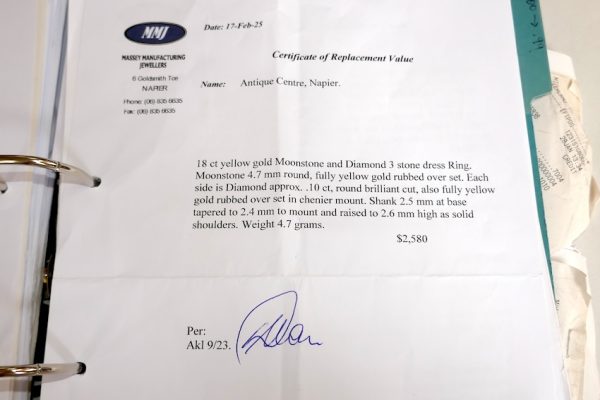 MMJ
MASSEY MANUFACTURING
JEWELLERS
6 Goldsmith Tce
NAPIER
Phone: (06) 835 6635
Fax: (06) 835 6635
Date: 17-Feb-25
Certificate of Replacement Value
Name: Antique Centre, Napier.
18 ct yellow gold Moonstone and Diamond 3 stone dress Ring.
Moonstone 4.7 mm round, fully yellow gold rubbed over set. Each
side is Diamond approx. .10 ct, round brilliant cut, also fully yellow
gold rubbed over set in chenier mount. Shank 2.5 mm at base
tapered to 2.4 mm to mount and raised to 2.6 mm high as solid
shoulders. Weight 4.7 grams.
$2,580
Per:
Akl 9/23.